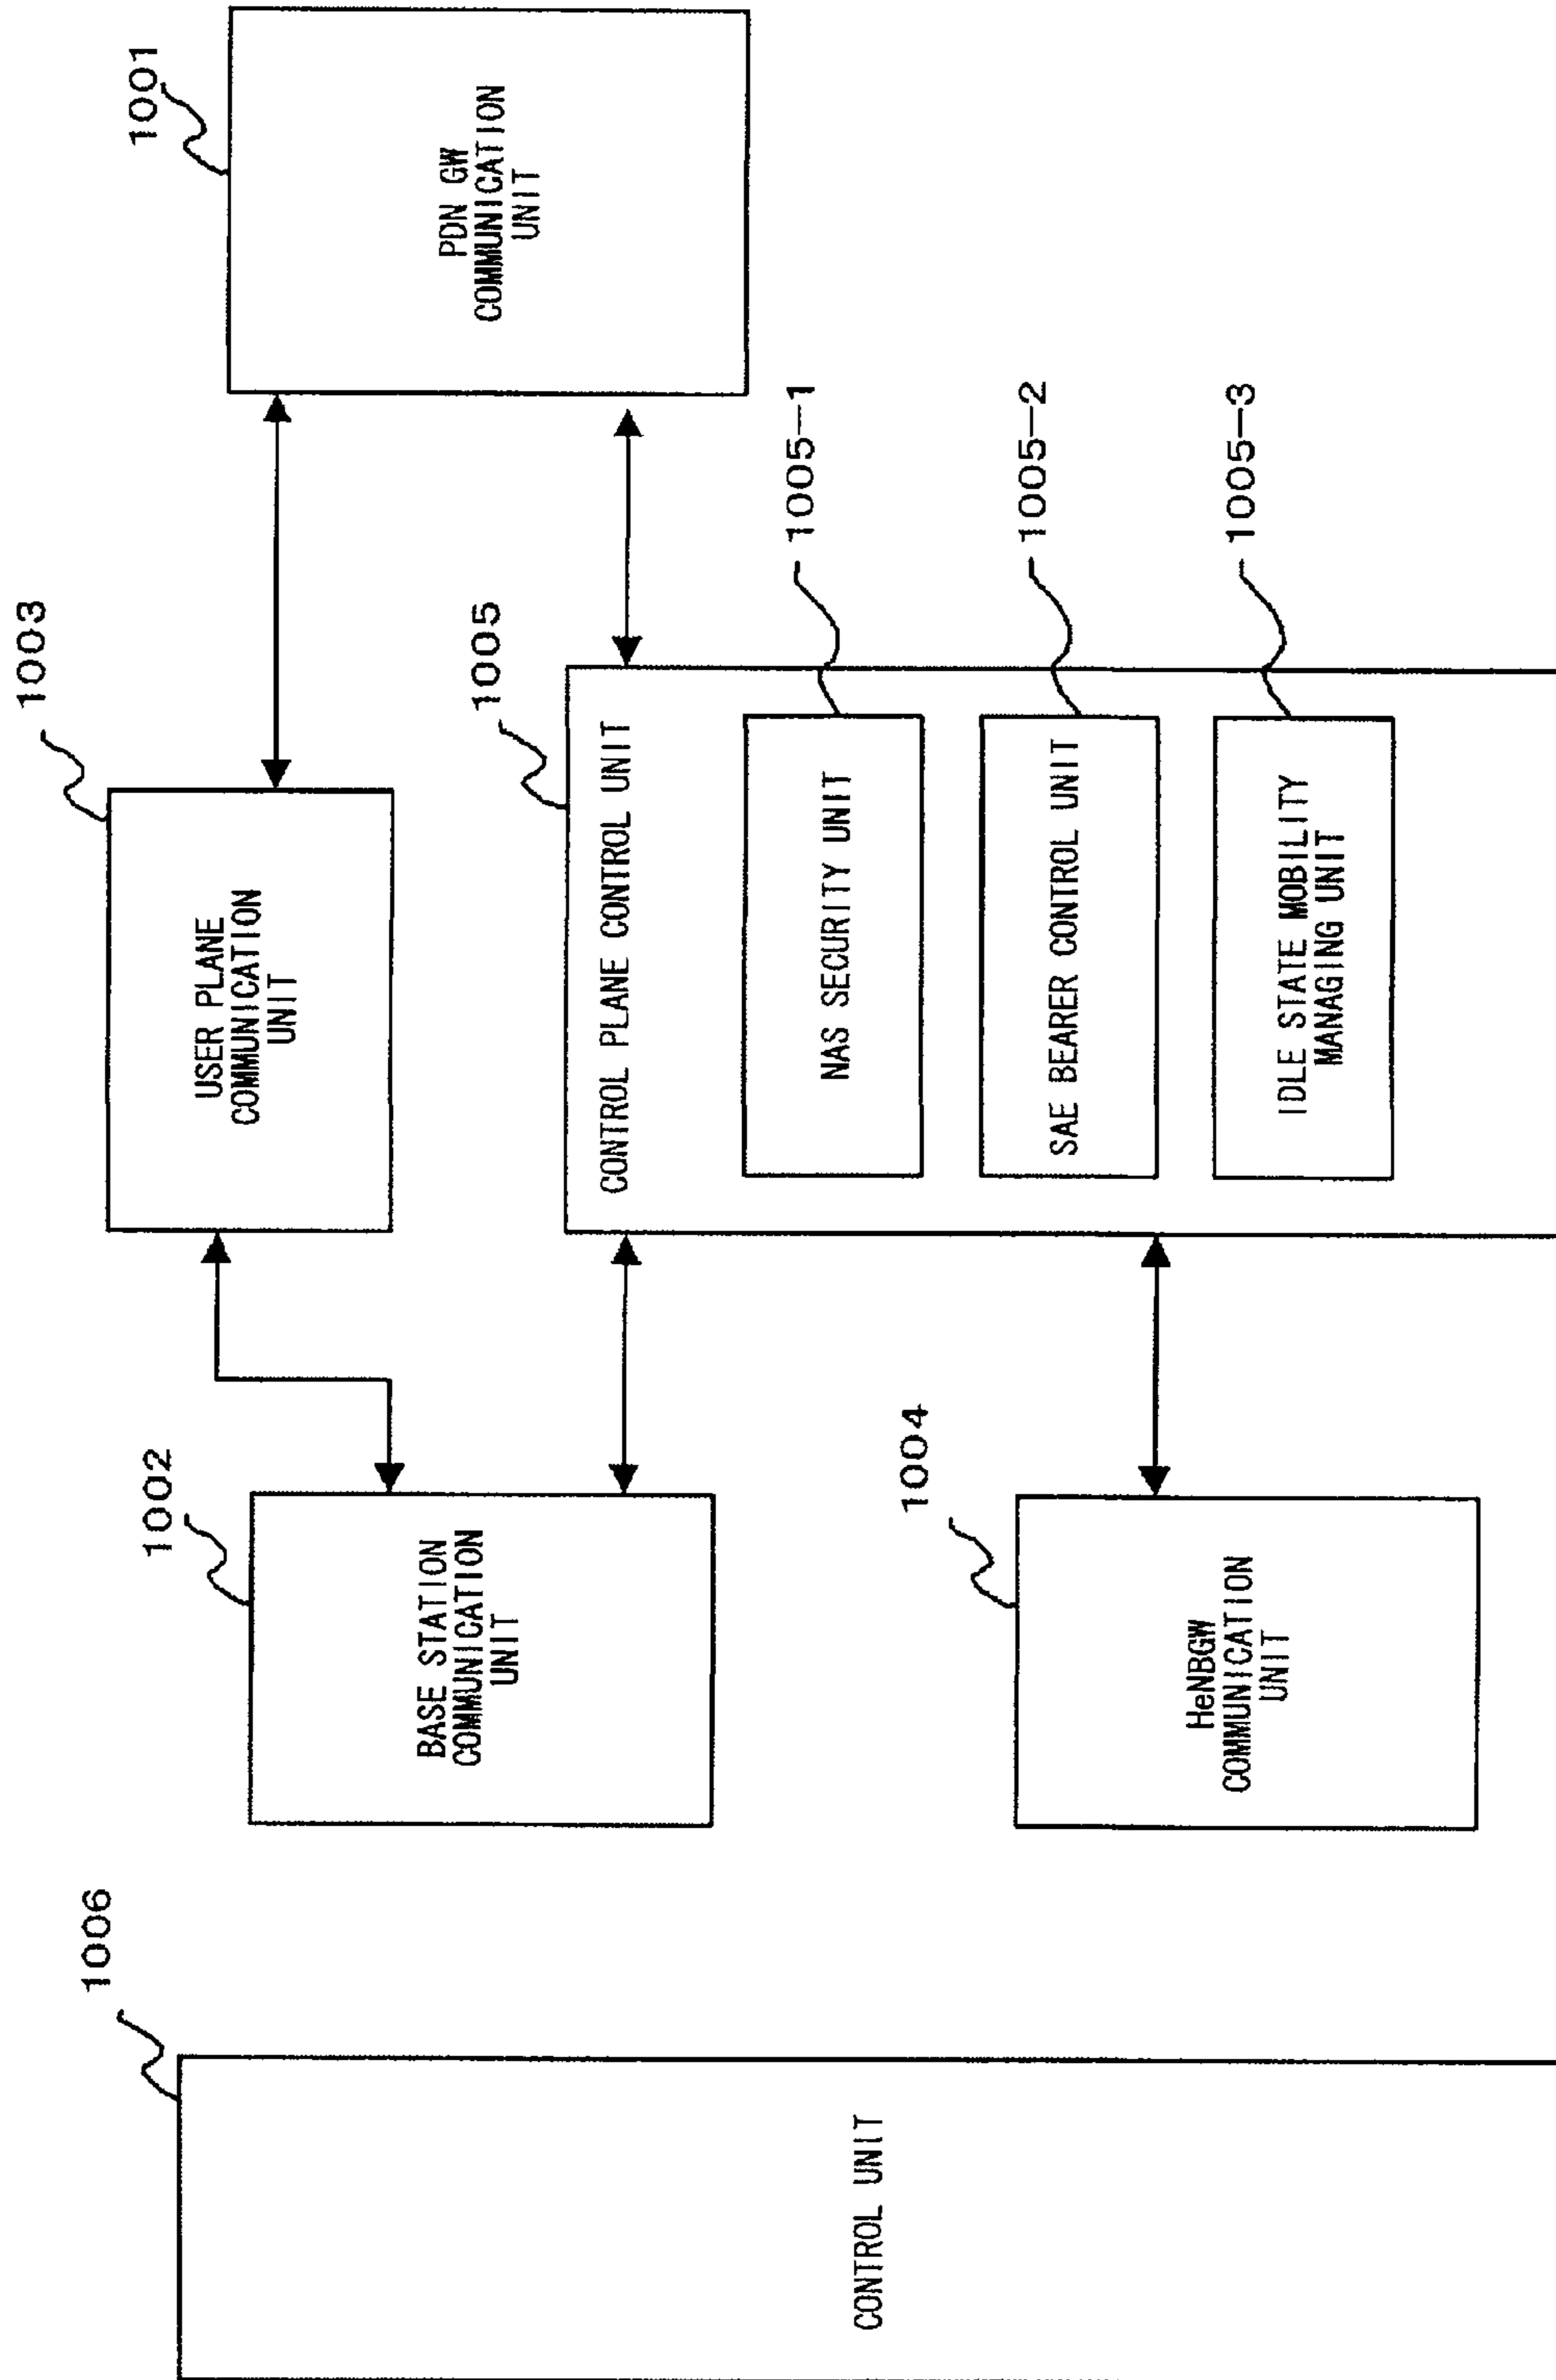 1006
CONTROL UNIT
1002
BASE STATION
COMMUNICATION
UNIT
1004
HeNBGW
COMMUNICATION
UNIT
1003
USER PLANE
COMMUNICATION
UNIT
1005
CONTROL PLANE CONTROL UNIT
NAS SECURITY UNIT
1005-1
SAE BEARER CONTROL UNIT
1005-2
IDLE STATE MOBILITY
MANAGING UNIT
1005-3
1001
PDN GW
COMMUNICATION
UNIT